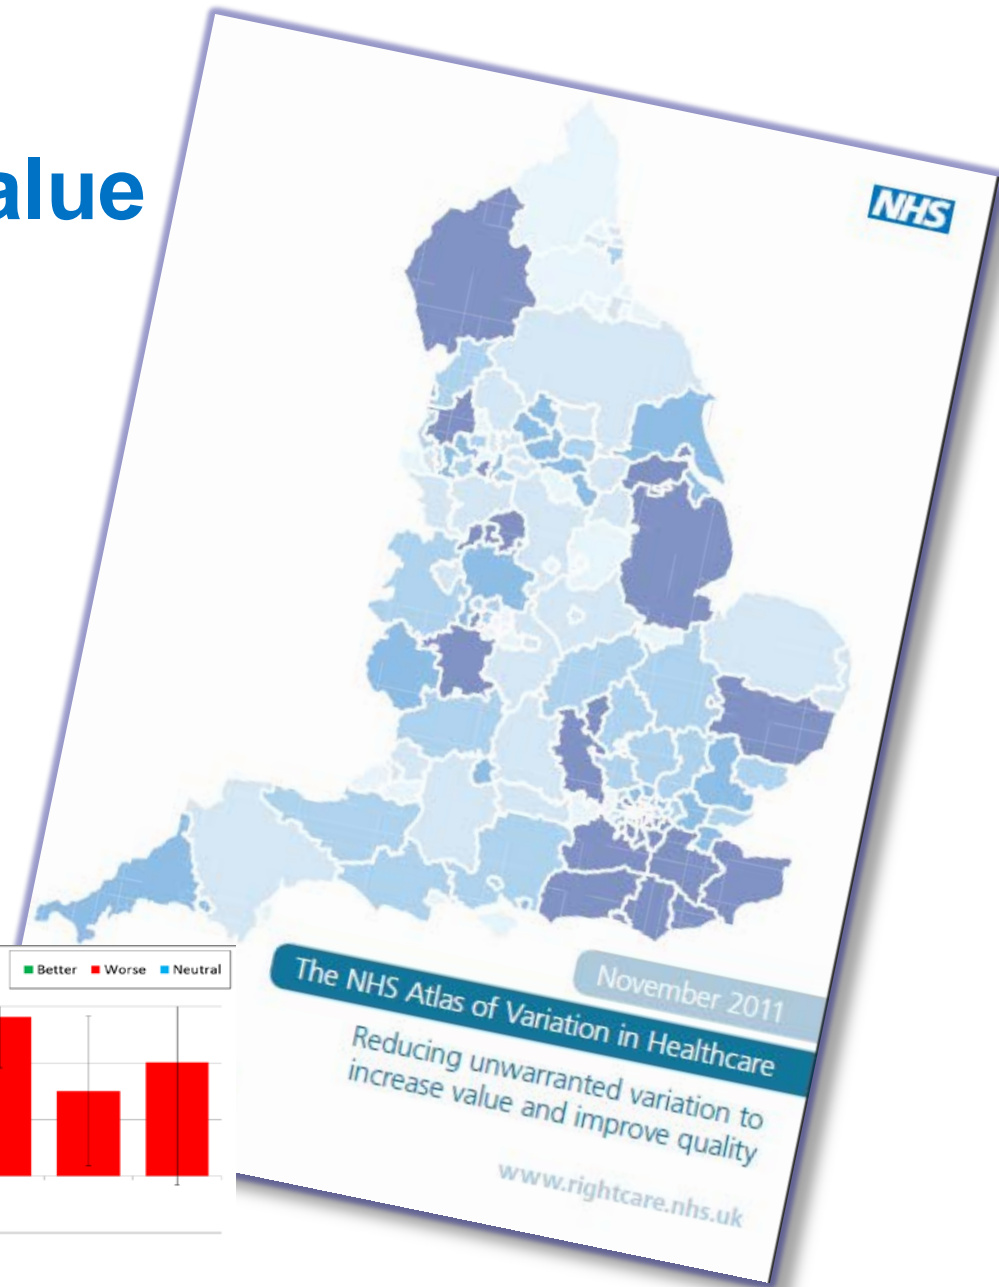 alue
NHS
Better Worse Neutral
November 2011
The NHS Atlas of Variation in Healthcare
Reducing unwarranted variation to
increase value and improve quality
www.rightcare.nhs.uk